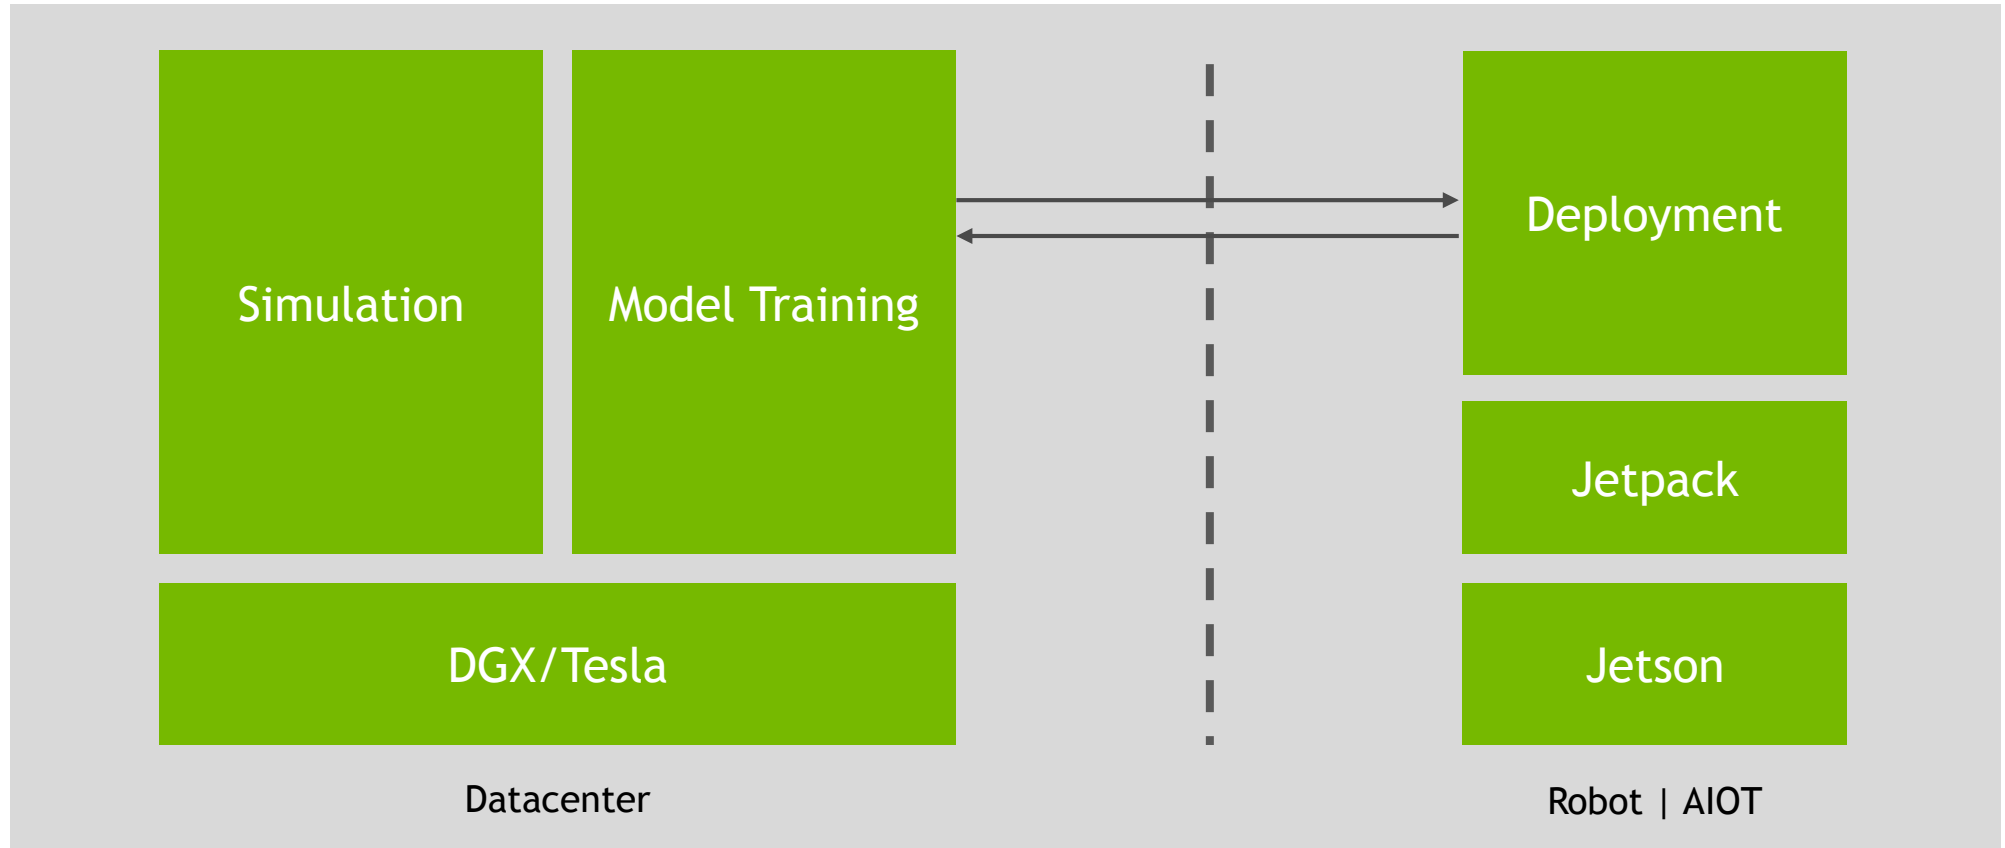 Simulation
Model Training
DGX/Tesla
Datacenter
Deployment
Jetpack
Jetson
Robot | AIOT